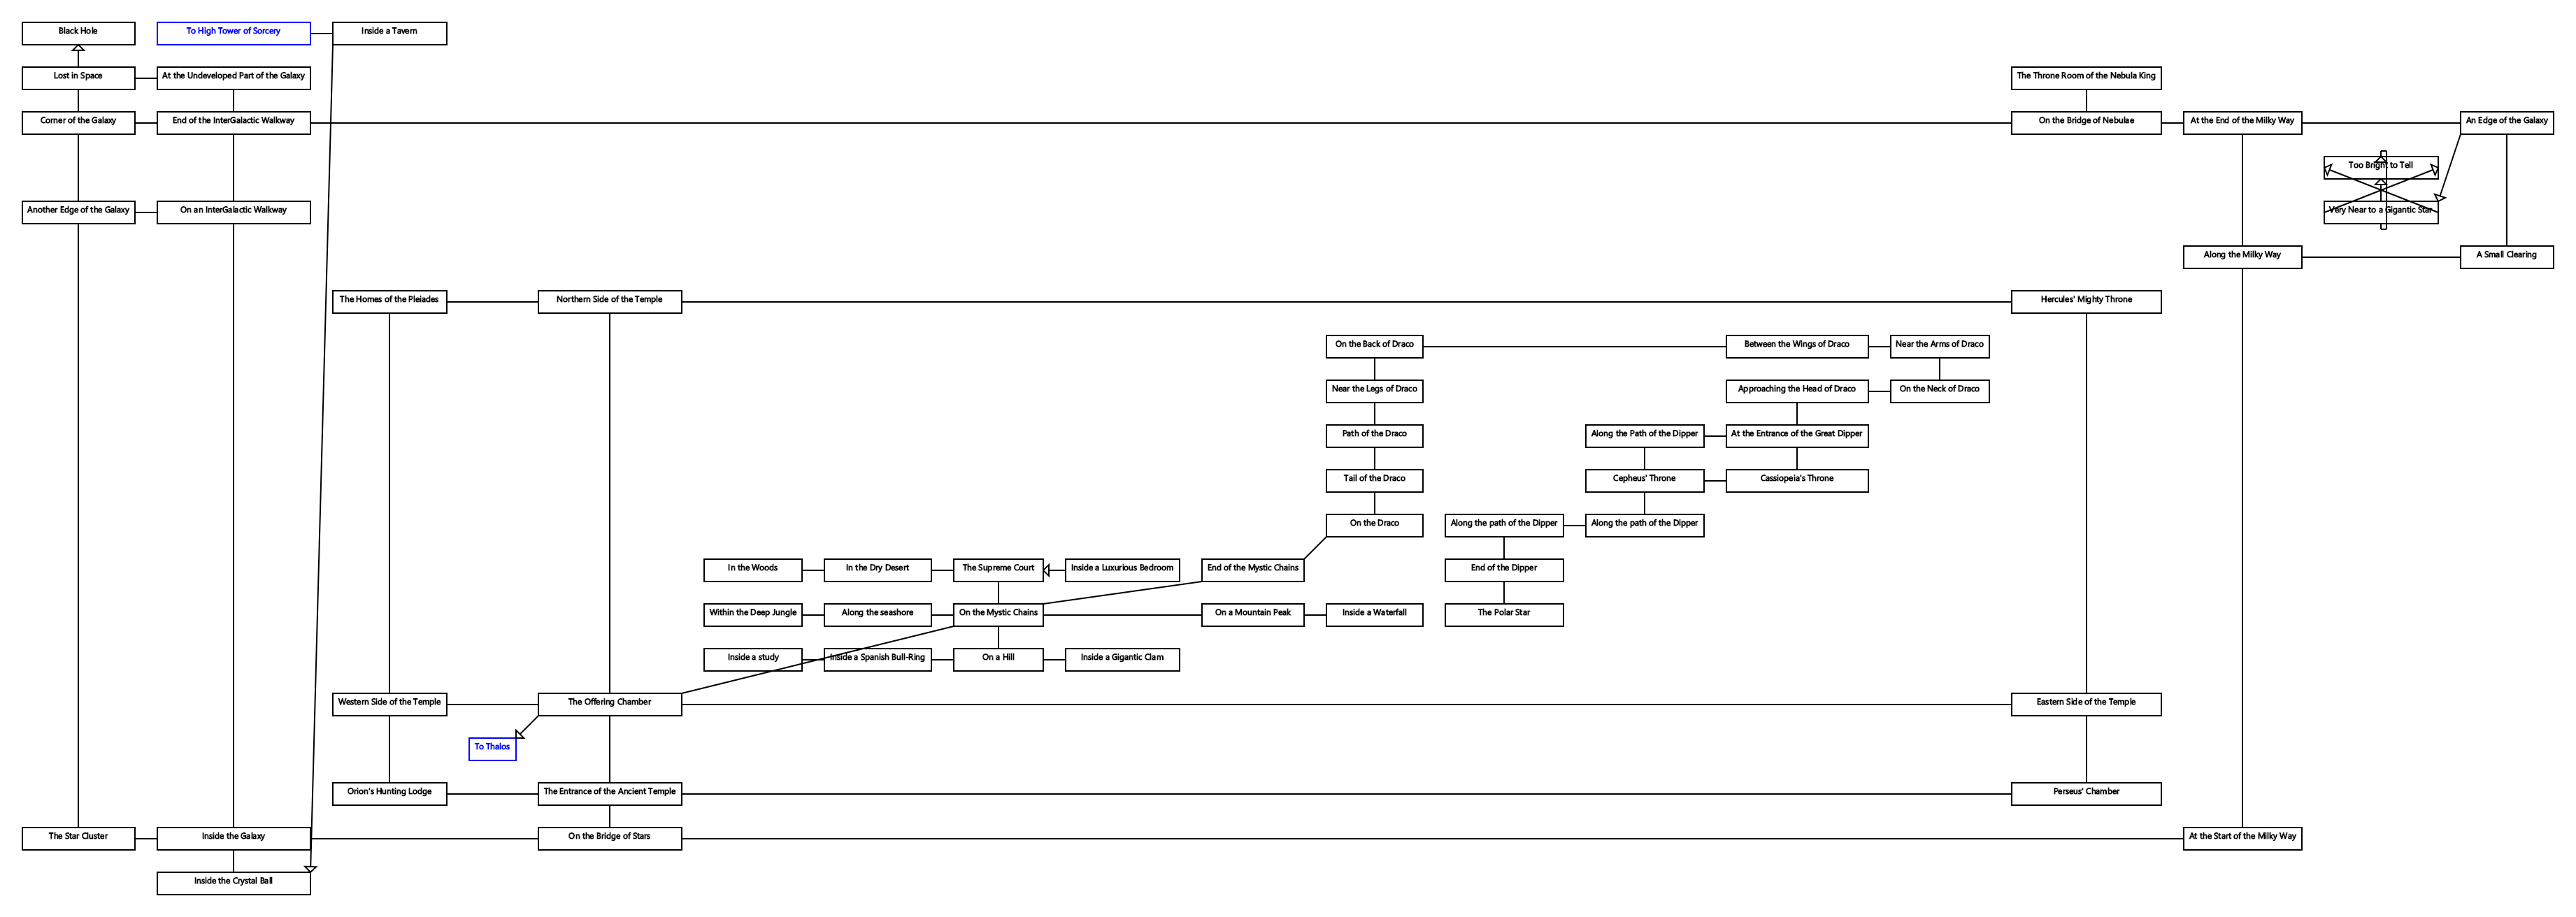 Black Hole
To High Tower of Sorcery
Inside a Tavern
Lost in Space
At the Undeveloped Part of the Galaxy
The Throne Room of the Nebula King
Corner of the Galaxy
End of the InterGalactic Walkway
On the Bridge of Nebulae
At the End of the Milky Way
An Edge of the Galaxy
Too Bright to Tell
Another Edge of the Galaxy
On an InterGalactic Walkway
Very Near to a Gigantic Star
Along the Milky Way
A Small Clearing
The Homes of the Pleiades
Northern Side of the Temple
Hercules' Mighty Throne
On the Back of Draco
Between the Wings of Draco
Near the Arms of Draco
Near the Legs of Draco
Approaching the Head of Draco
On the Neck of Draco
Path of the Draco
Along the Path of the Dipper
At the Entrance of the Great Dipper
Tail of the Draco
Cepheus' Throne
Cassiopeia's Throne
On the Draco
Along the path of the Dipper
Along the path of the Dipper
In the Woods
In the Dry Desert
The Supreme Court
Inside a Luxurious Bedroom
End of the Mystic Chains
End of the Dipper
Within the Deep Jungle
Along the seashore
On the Mystic Chains
On a Mountain Peak
Inside a Waterfall
The Polar Star
Inside a study
Inside a Spanish Bull-Ring
On a Hill
Inside a Gigantic Clam
Western Side of the Temple
The Offering Chamber
Eastern Side of the Temple
To Thalos
Orion's Hunting Lodge
The Entrance of the Ancient Temple
Perseus' Chamber
The Star Cluster
Inside the Galaxy
On the Bridge of Stars
At the Start of the Milky Way
Inside the Crystal Ball